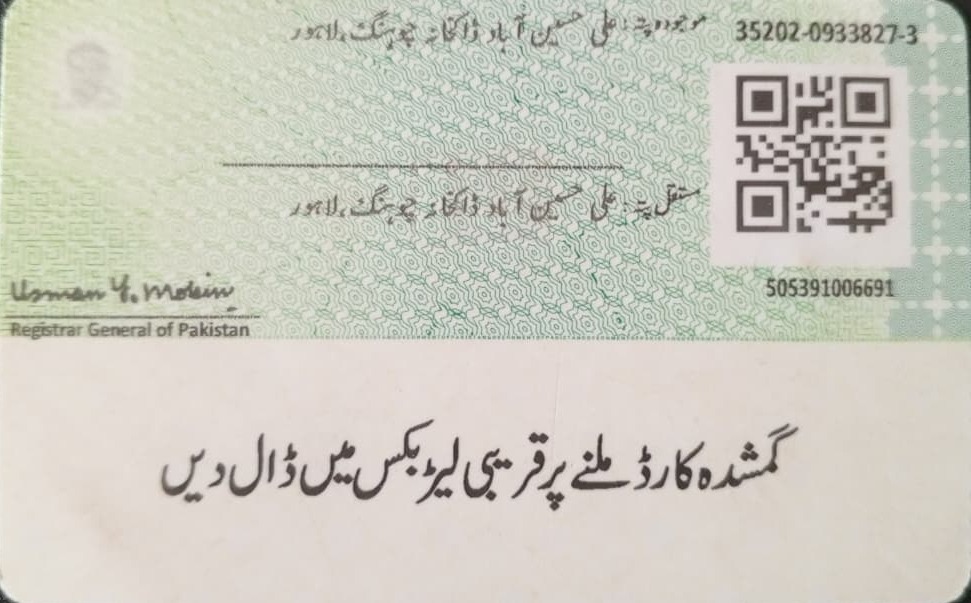 موجودہ پتہ: علی حسین آباد ڈاکخانہ چوہنگ، لاہور
35202-0933827-3
مستقل پتہ: علی حسین آباد ڈاکخانہ چوہنگ، لاہور
505391006691
Usman Y. Mobin
Registrar General of Pakistan
گمشدہ کارڈ ملنے پر قریبی لیٹر بکس میں ڈال دیں